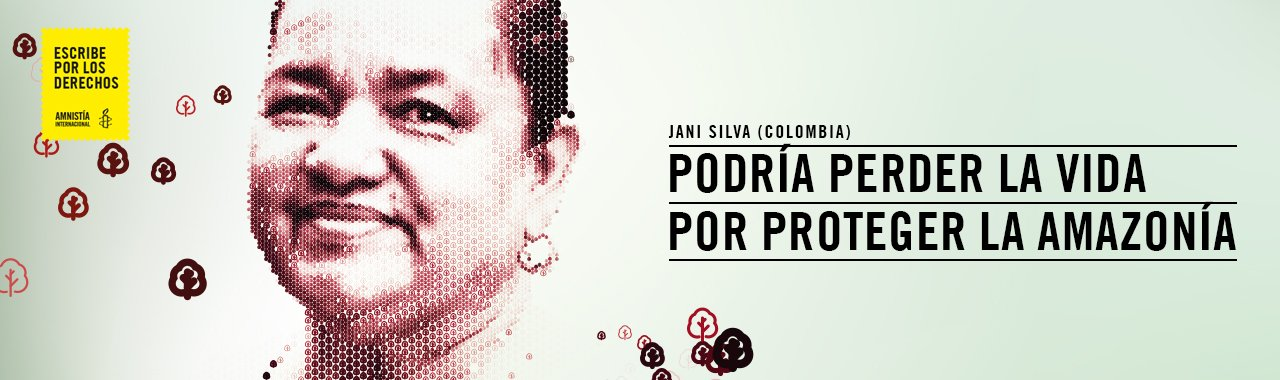 ESCRIBE
POR LOS
DERECHOS
AMNISTÍA
INTERNACIONAL
JANI SILVA (COLOMBIA)
PODRÍA PERDER LA VIDA
POR PROTEGER LA AMAZONÍA